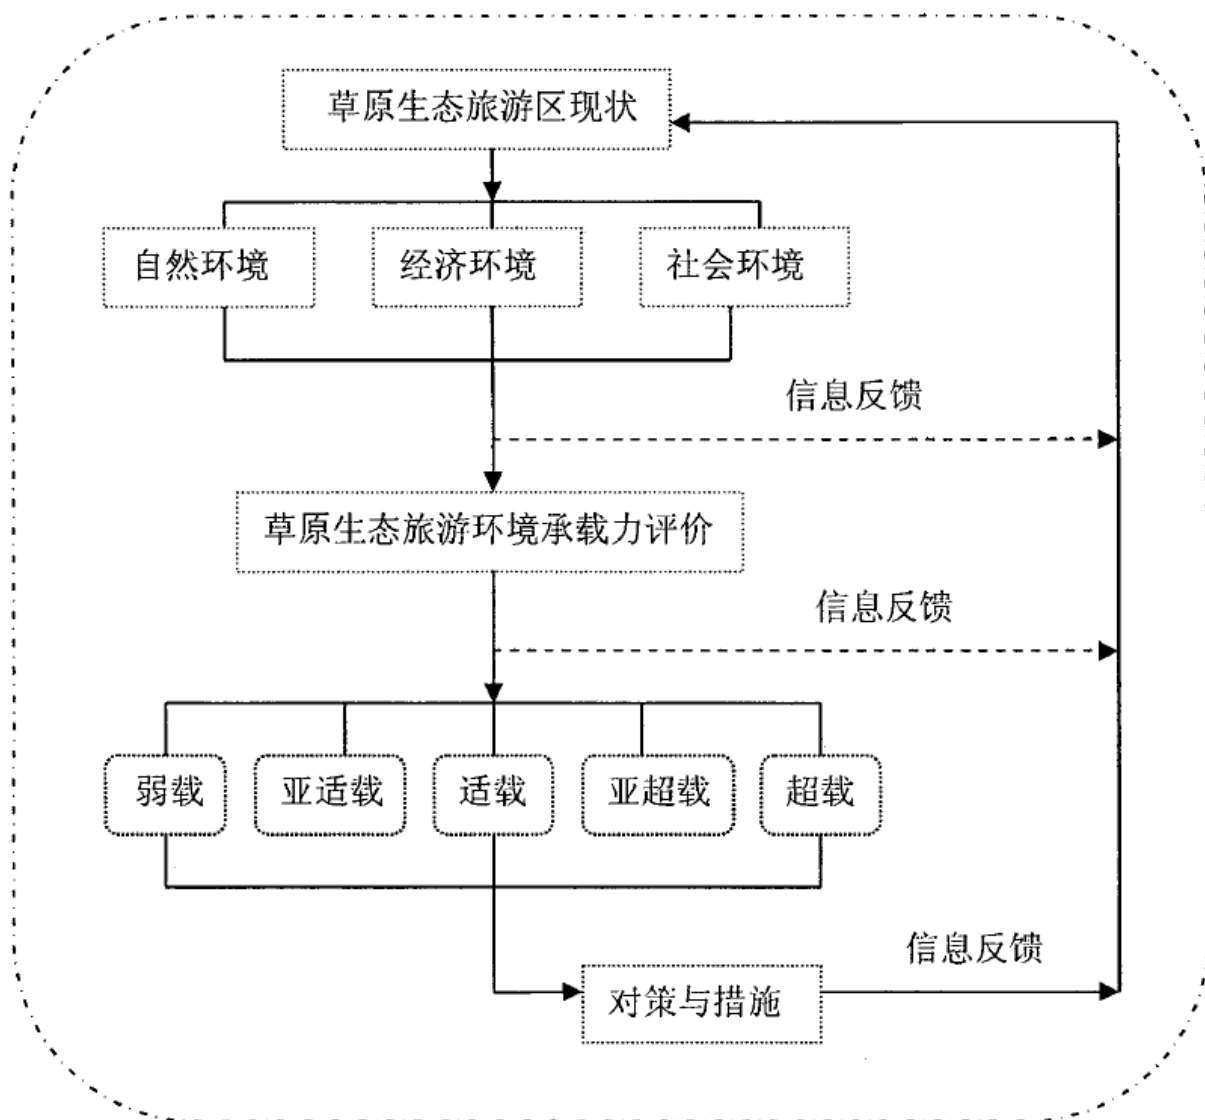 草原生态旅游区现状
自然环境
经济环境
社会环境
信息反馈
草原生态旅游环境承载力评价
信息反馈
弱载
亚适载
适载
亚超载
超载
信息反馈
对策与措施